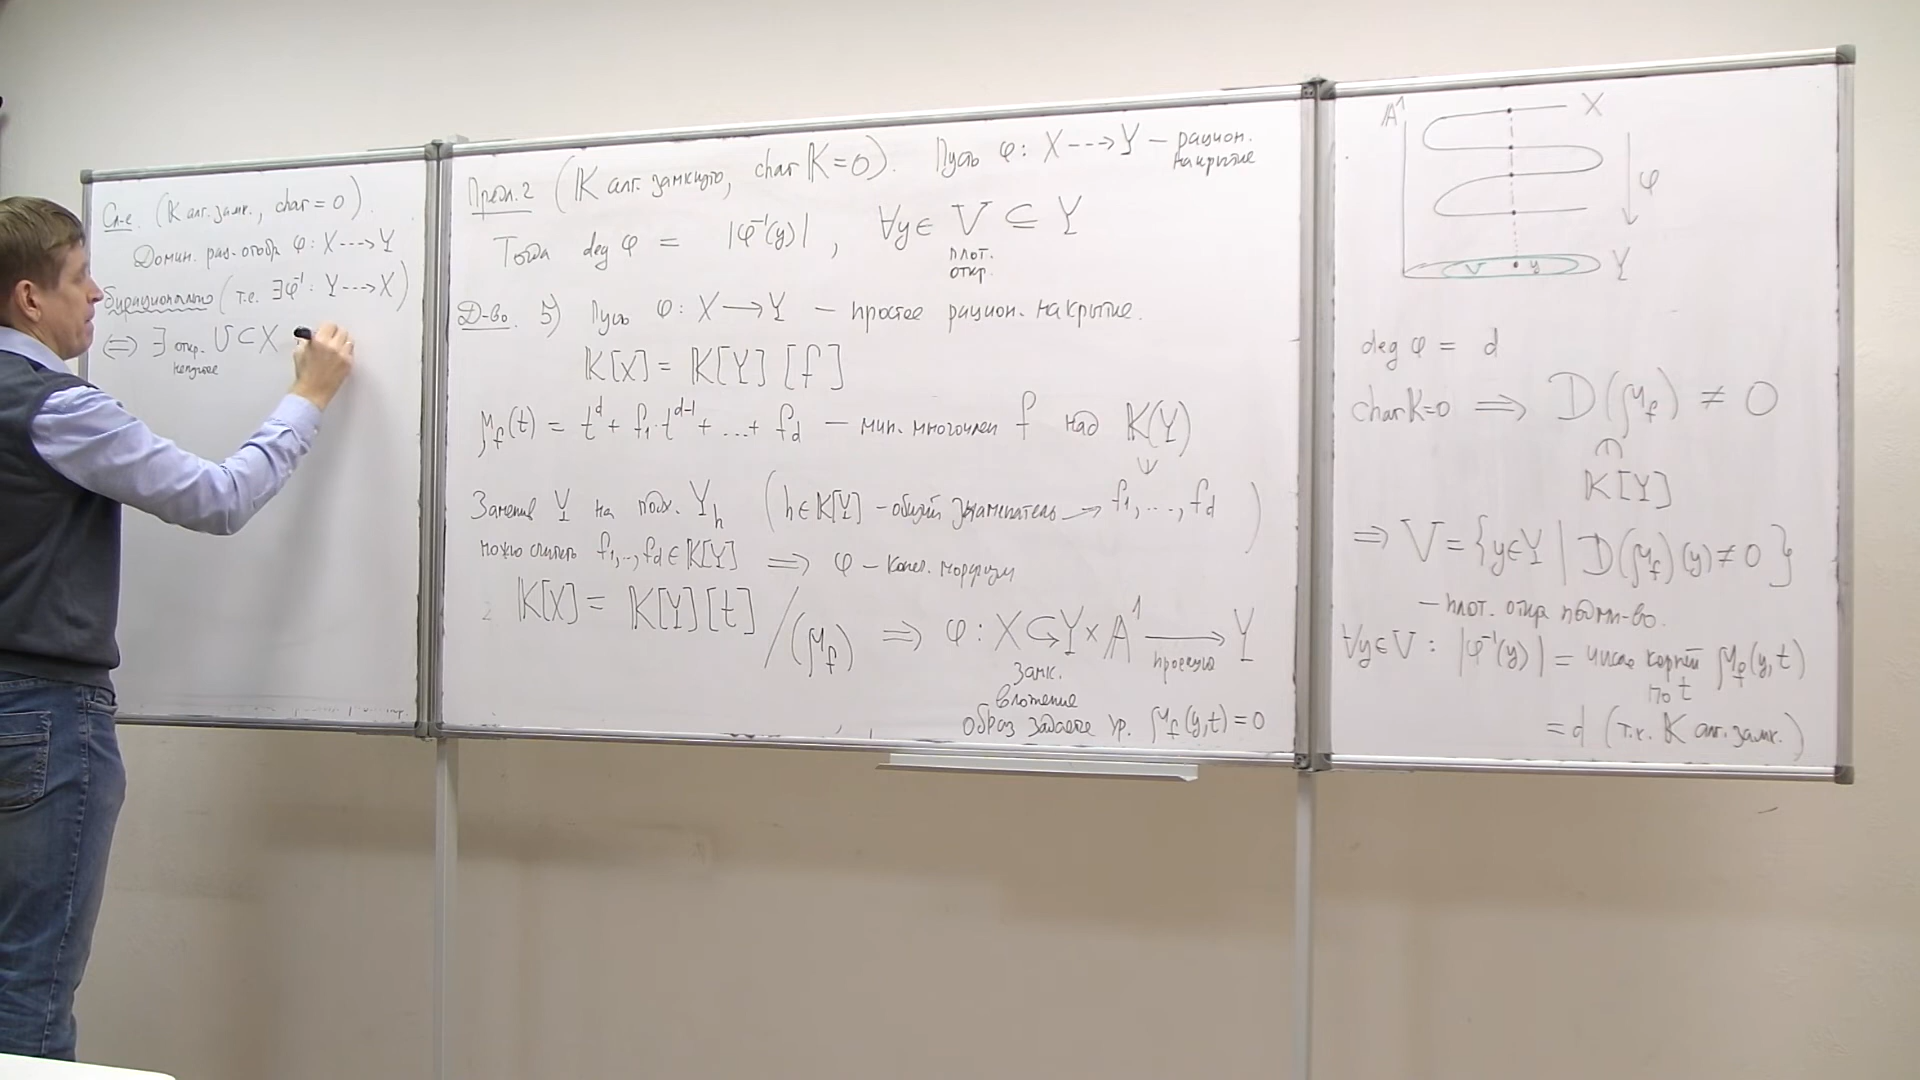 Сл-е. (K алг. замк., char = 0).
Домин. рац. отобр φ: X ---> Y
бирационально (т.е. ∃φ⁻¹: Y ---> X)
⟺ ∃ откр. U ⊂ X
непустое
Предл. 2 (K алг. замкнуто, char K = 0). Пусть φ: X ---> Y – рацион. накрытие
Тогда deg φ = |φ⁻¹(y)|, ∀y ∈ V ⊆ Y
плот. откр.
Д-во. 5) Пусть φ: X → Y – простое рацион. накрытие.
K[X] = K[Y][f]
μ_f(t) = t^d + f₁·t^{d-1} + ... + f_d – мин. многочлен f над K(Y)
Заменив Y на подх. Y_h (h ∈ K[Y] – общий знаменатель → f₁, ..., f_d)
можно считать f₁, .., f_d ∈ K[Y] ⟹ φ – конеч. морфизм
K[X] = K[Y][t]/(μ_f) ⟹ φ: X ↪ Y × A¹ → Y
замк. вложение проекция
образ задаётся ур. μ_f(y,t) = 0
A¹ X
φ
V y Y
deg φ = d
char K = 0 ⟹ D(μ_f) ≠ 0
∩
K[Y]
⟹ V = {y ∈ Y | D(μ_f)(y) ≠ 0}
– плот. откр подмн-во.
∀y ∈ V: |φ⁻¹(y)| = число корней μ_f(y,t)
по t
= d (т.к. K алг. замк.)